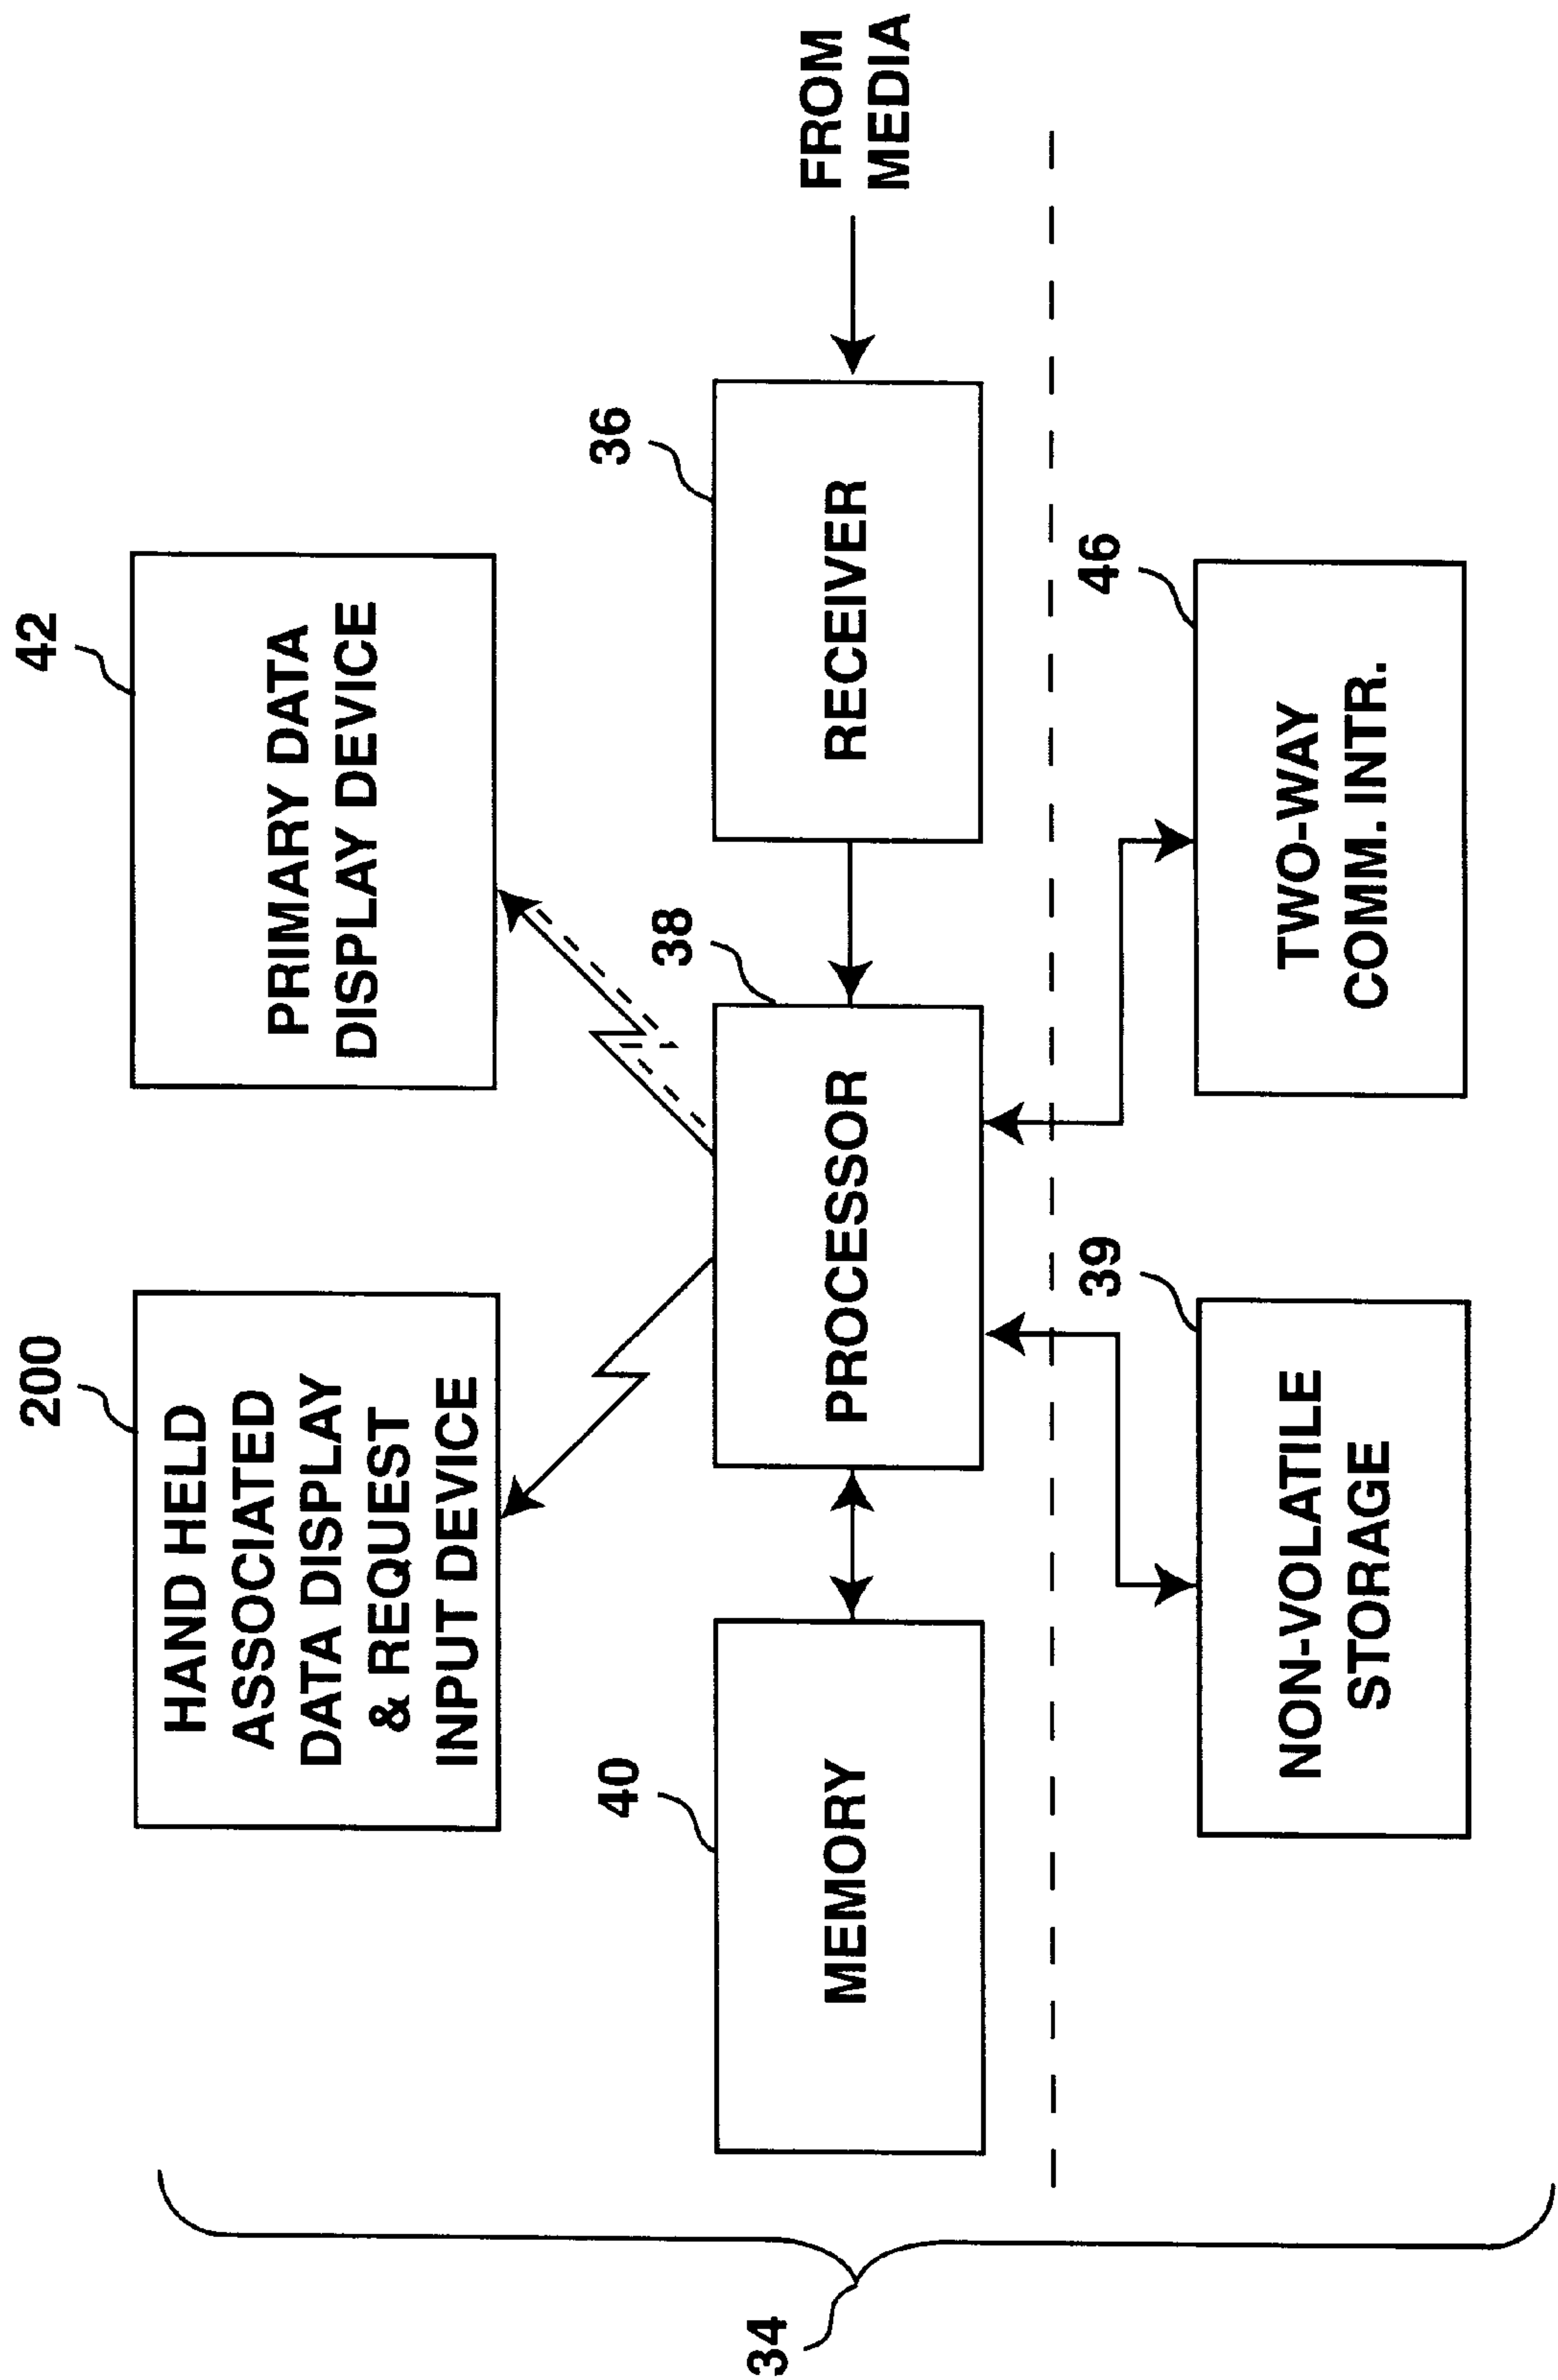 200
HAND HELD
ASSOCIATED
DATA DISPLAY
& REQUEST
INPUT DEVICE
42
PRIMARY DATA
DISPLAY DEVICE
34
40
MEMORY
38
PROCESSOR
36
RECEIVER
FROM
MEDIA
39
NON-VOLATILE
STORAGE
46
TWO-WAY
COMM. INTR.